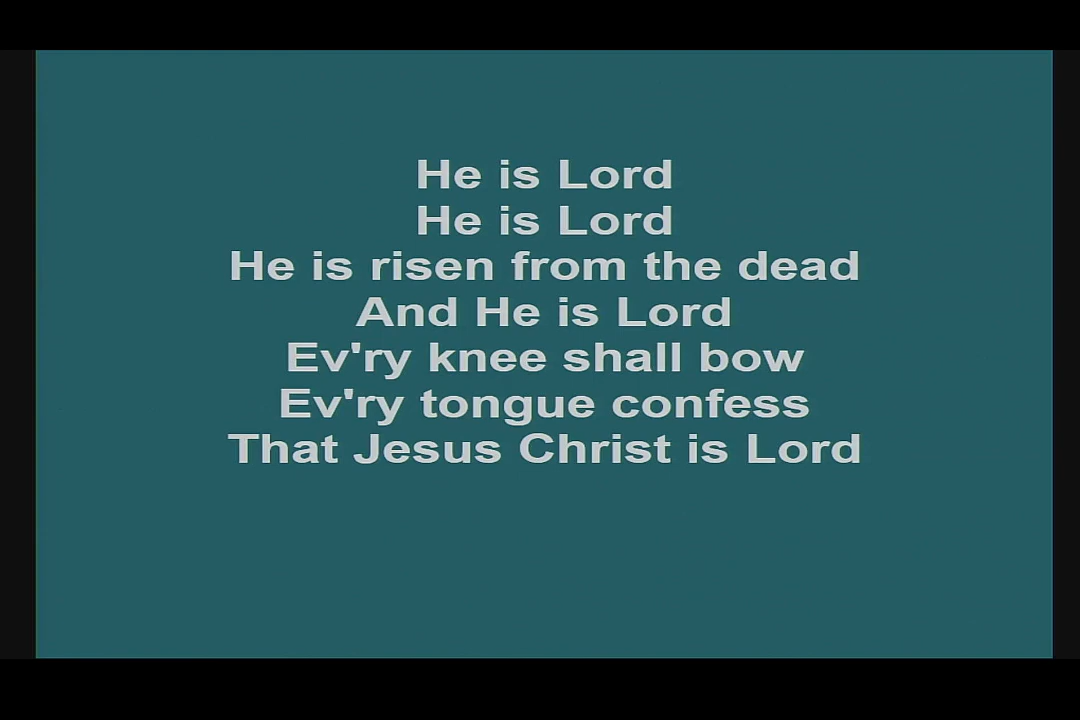 He is Lord
He is Lord
He is risen from the dead
And He is Lord
Ev'ry knee shall bow
Ev'ry tongue confess
That Jesus Christ is Lord